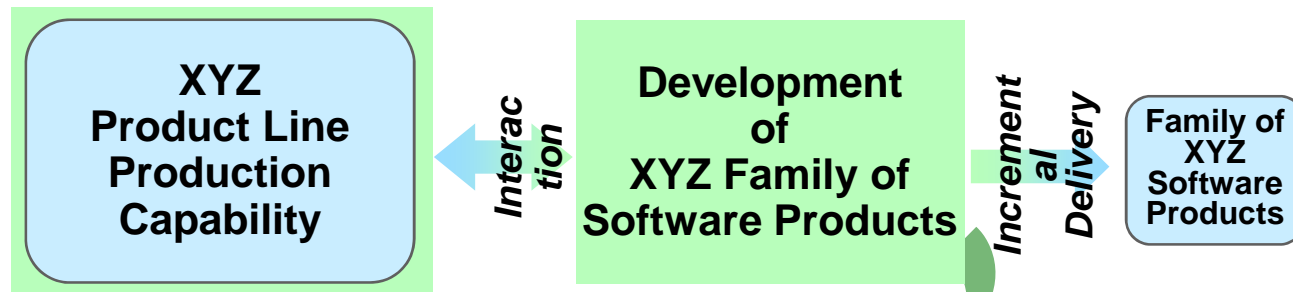 XYZ
Product Line
Production
Capability
Interac
tion
Development
of
XYZ Family of
Software Products
Increment
al
Delivery
Family of
XYZ
Software
Products